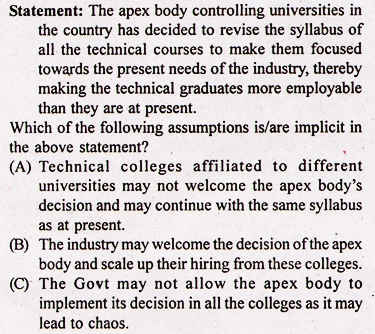 Statement: The apex body controlling universities in
the country has decided to revise the syllabus of
all the technical courses to make them focused
towards the present needs of the industry, thereby
making the technical graduates more employable
than they are at present.
Which of the following assumptions is/are implicit in
the above statement?
(A) Technical colleges affiliated to different
universities may not welcome the apex body's
decision and may continue with the same syllabus
as at present.
(B) The industry may welcome the decision of the apex
body and scale up their hiring from these colleges.
(C) The Govt may not allow the apex body to
implement its decision in all the colleges as it may
lead to chaos.